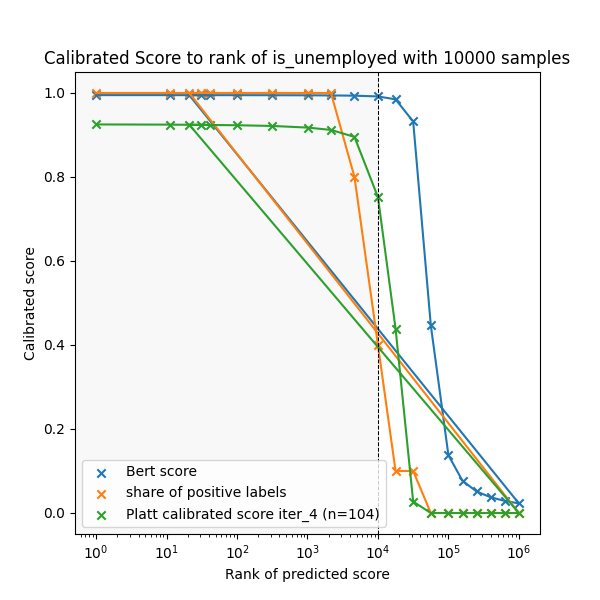 Calibrated Score to rank of is_unemployed with 10000 samples
Calibrated score
1.0
0.8
0.6
0.4
0.2
0.0
Bert score
share of positive labels
Platt calibrated score iter_4 (n=104)
10⁰
10¹
10²
10³
10⁴
10⁵
10⁶
Rank of predicted score